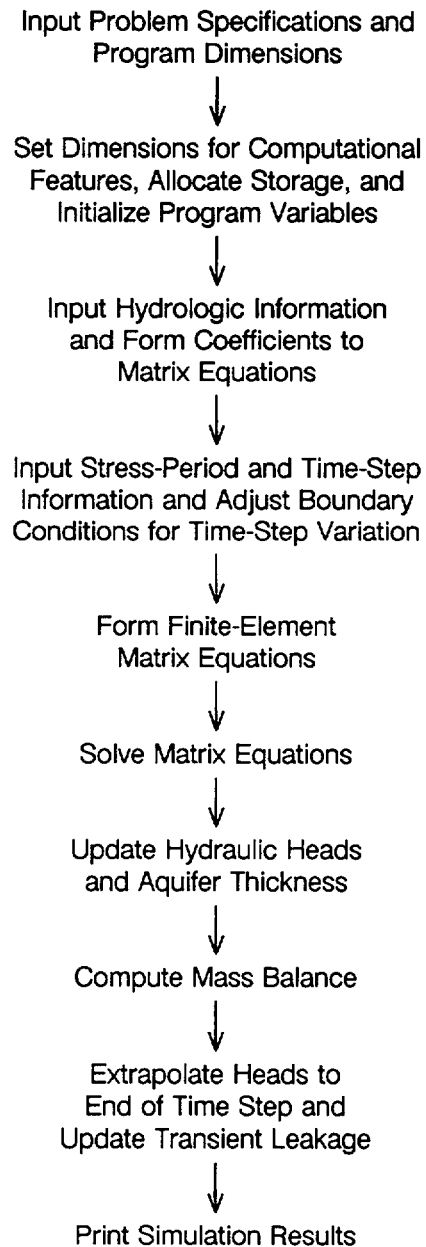 Input Problem Specifications and
Program Dimensions
Set Dimensions for Computational
Features, Allocate Storage, and
Initialize Program Variables
Input Hydrologic Information
and Form Coefficients to
Matrix Equations
Input Stress-Period and Time-Step
Information and Adjust Boundary
Conditions for Time-Step Variation
Form Finite-Element
Matrix Equations
Solve Matrix Equations
Update Hydraulic Heads
and Aquifer Thickness
Compute Mass Balance
Extrapolate Heads to
End of Time Step and
Update Transient Leakage
Print Simulation Results